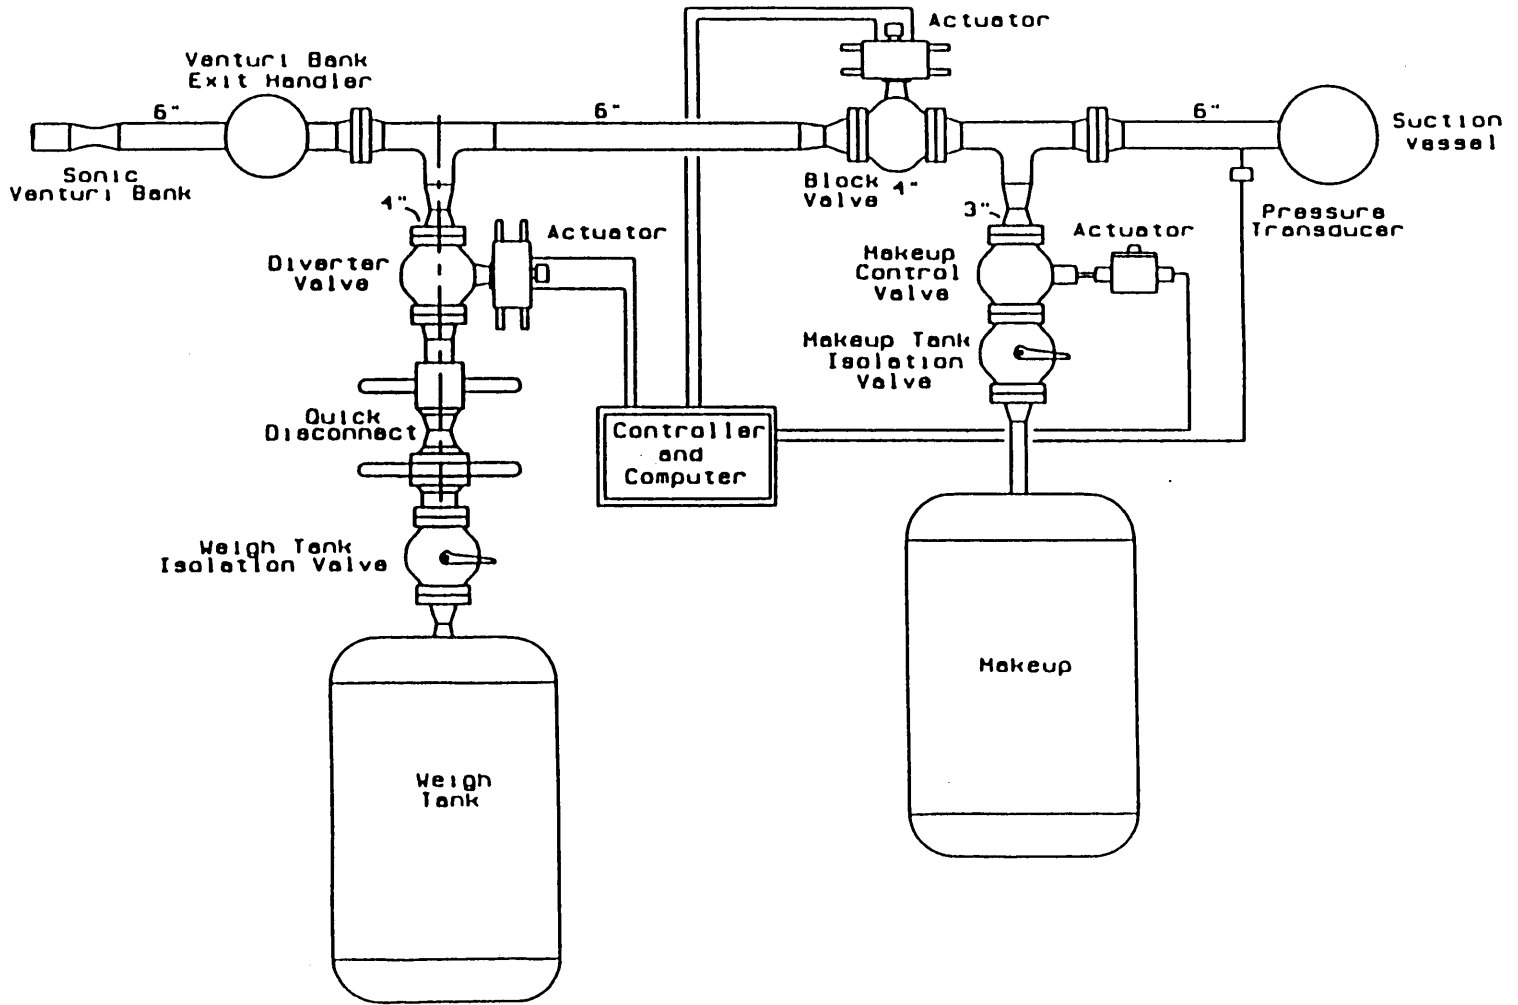 Actuator
Venturi Bank
Exit Handler
6"
6"
6"
Suction
Vessel
Sonic
Venturi Bank
Block
Valve
4"
4"
3"
Pressure
Transducer
Actuator
Actuator
Diverter
Valve
Makeup
Control
Valve
Makeup Tank
Isolation
Valve
Quick
Disconnect
Controller
and
Computer
Weigh Tank
Isolation Valve
Makeup
Weigh
Tank